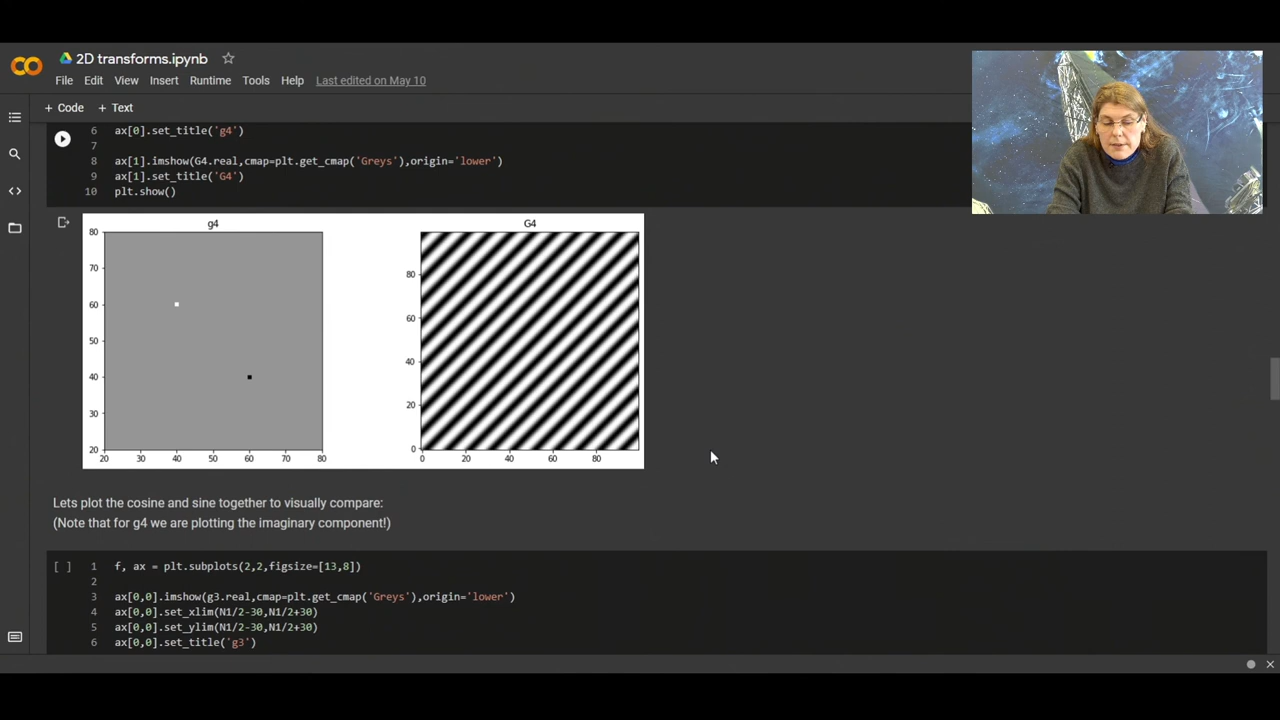 2D transforms.ipynb
File Edit View Insert Runtime Tools Help Last edited on May 10
+ Code + Text
6 ax[0].set_title('g4')
7
8 ax[1].imshow(G4.real,cmap=plt.get_cmap('Greys'),origin='lower')
9 ax[1].set_title('G4')
10 plt.show()
g4 G4
80
70
60
50
40
30
20
20 30 40 50 60 70 80
80
60
40
20
0
0 20 40 60 80
Lets plot the cosine and sine together to visually compare:
(Note that for g4 we are plotting the imaginary component!)
[ ] 1 f, ax = plt.subplots(2,2,figsize=[13,8])
2
3 ax[0,0].imshow(g3.real,cmap=plt.get_cmap('Greys'),origin='lower')
4 ax[0,0].set_xlim(N1/2-30,N1/2+30)
5 ax[0,0].set_ylim(N1/2-30,N1/2+30)
6 ax[0,0].set_title('g3')